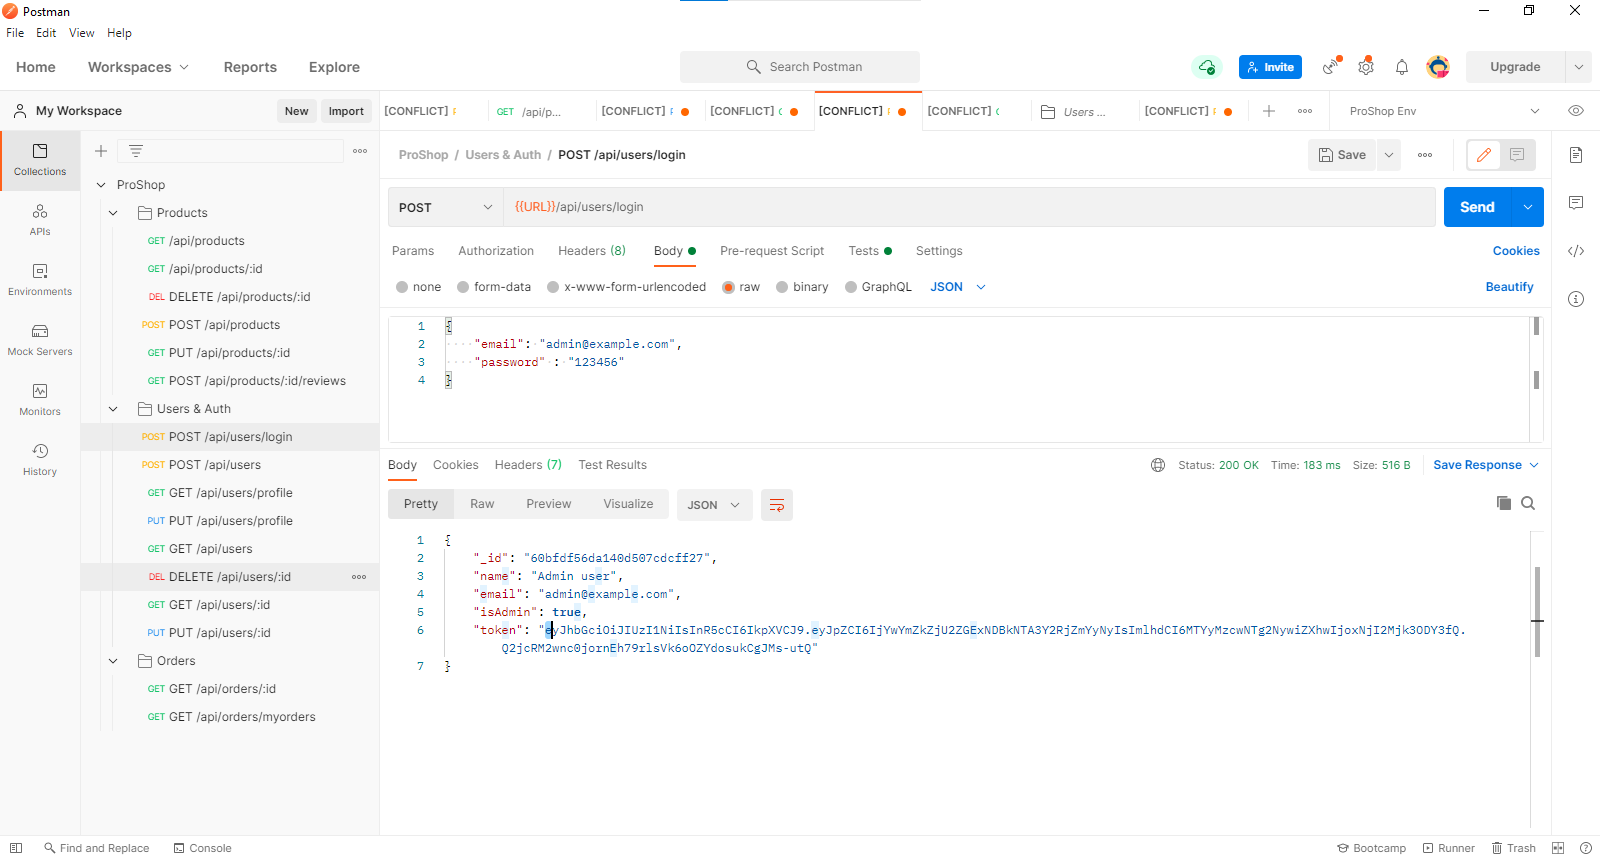 Postman
File Edit View Help
Home Workspaces Reports Explore
Search Postman
Invite
Upgrade
My Workspace
New Import
[CONFLICT] GET /api/p... [CONFLICT] [CONFLICT] [CONFLICT] [CONFLICT] Users ... [CONFLICT]
ProShop Env
Collections
APIs
Environments
Mock Servers
Monitors
History
ProShop
Products
GET /api/products
GET /api/products/:id
DEL DELETE /api/products/:id
POST POST /api/products
GET PUT /api/products/:id
GET POST /api/products/:id/reviews
Users & Auth
POST POST /api/users/login
POST POST /api/users
GET GET /api/users/profile
PUT PUT /api/users/profile
GET GET /api/users
DEL DELETE /api/users/:id
GET GET /api/users/:id
PUT PUT /api/users/:id
Orders
GET GET /api/orders/:id
GET GET /api/orders/myorders
ProShop / Users & Auth / POST /api/users/login
Save
POST {{URL}}/api/users/login
Send
Params Authorization Headers (8) Body Pre-request Script Tests Settings
Cookies
none form-data x-www-form-urlencoded raw binary GraphQL JSON
Beautify
1 {
2 "email": "admin@example.com",
3 "password" : "123456"
4 }
Body Cookies Headers (7) Test Results
Status: 200 OK Time: 183 ms Size: 516 B Save Response
Pretty Raw Preview Visualize JSON
1 {
2 "_id": "60bfdf56da140d507cdcff27",
3 "name": "Admin user",
4 "email": "admin@example.com",
5 "isAdmin": true,
6 "token": "eyJhbGciOiJIUzI1NiIsInR5cCI6IkpXVCJ9.eyJpZCI6IjYwYmZkZjU2ZGExNDBkNTA3Y2RjZmYyNyIsImlhdCI6MTYyMzcwNTg2NywiZXhwIjoxNjI2Mjk3ODY3fQ.
Q2jcRM2wnc0jornEh79rlsVk6oOZYdosukCgJMs-utQ"
7 }
Find and Replace Console
Bootcamp Runner Trash